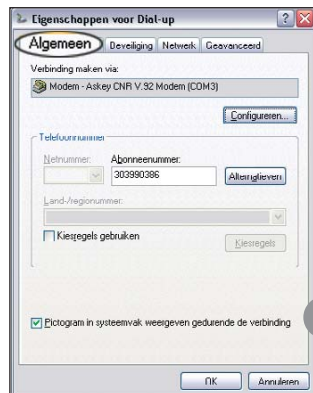 Eigenschappen voor Dial-up
Algemeen Beveiliging Netwerk Geavanceerd
Verbinding maken via:
Modem - Askey CNR V.92 Modem (COM3)
Configureren...
Telefoonnummer
Netnummer: Abonneenummer:
303990386 Alternatieven
Land-/regionummer:
Kiesregels gebruiken Kiesregels
Pictogram in systeemvak weergeven gedurende de verbinding
OK Annuleren